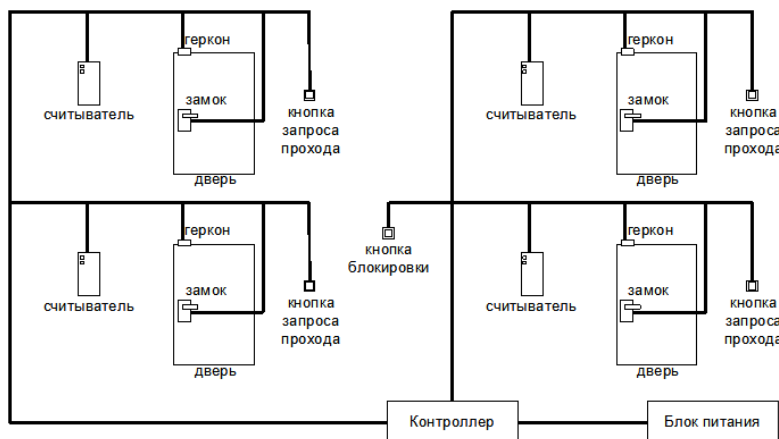 геркон
замок
считыватель
кнопка
запроса
прохода
дверь
геркон
замок
считыватель
кнопка
запроса
прохода
дверь
геркон
замок
считыватель
кнопка
запроса
прохода
дверь
кнопка
блокировки
геркон
замок
считыватель
кнопка
запроса
прохода
дверь
Контроллер
Блок питания